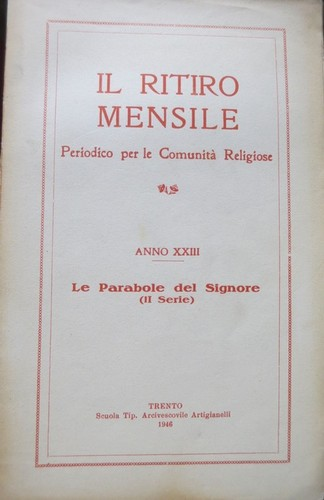 IL RITIRO
MENSILE
Periodico per le Comunità Religiose
ANNO XXIII
Le Parabole del Signore
(II Serie)
TRENTO
Scuola Tip. Arcivescovile Artigianelli
1946